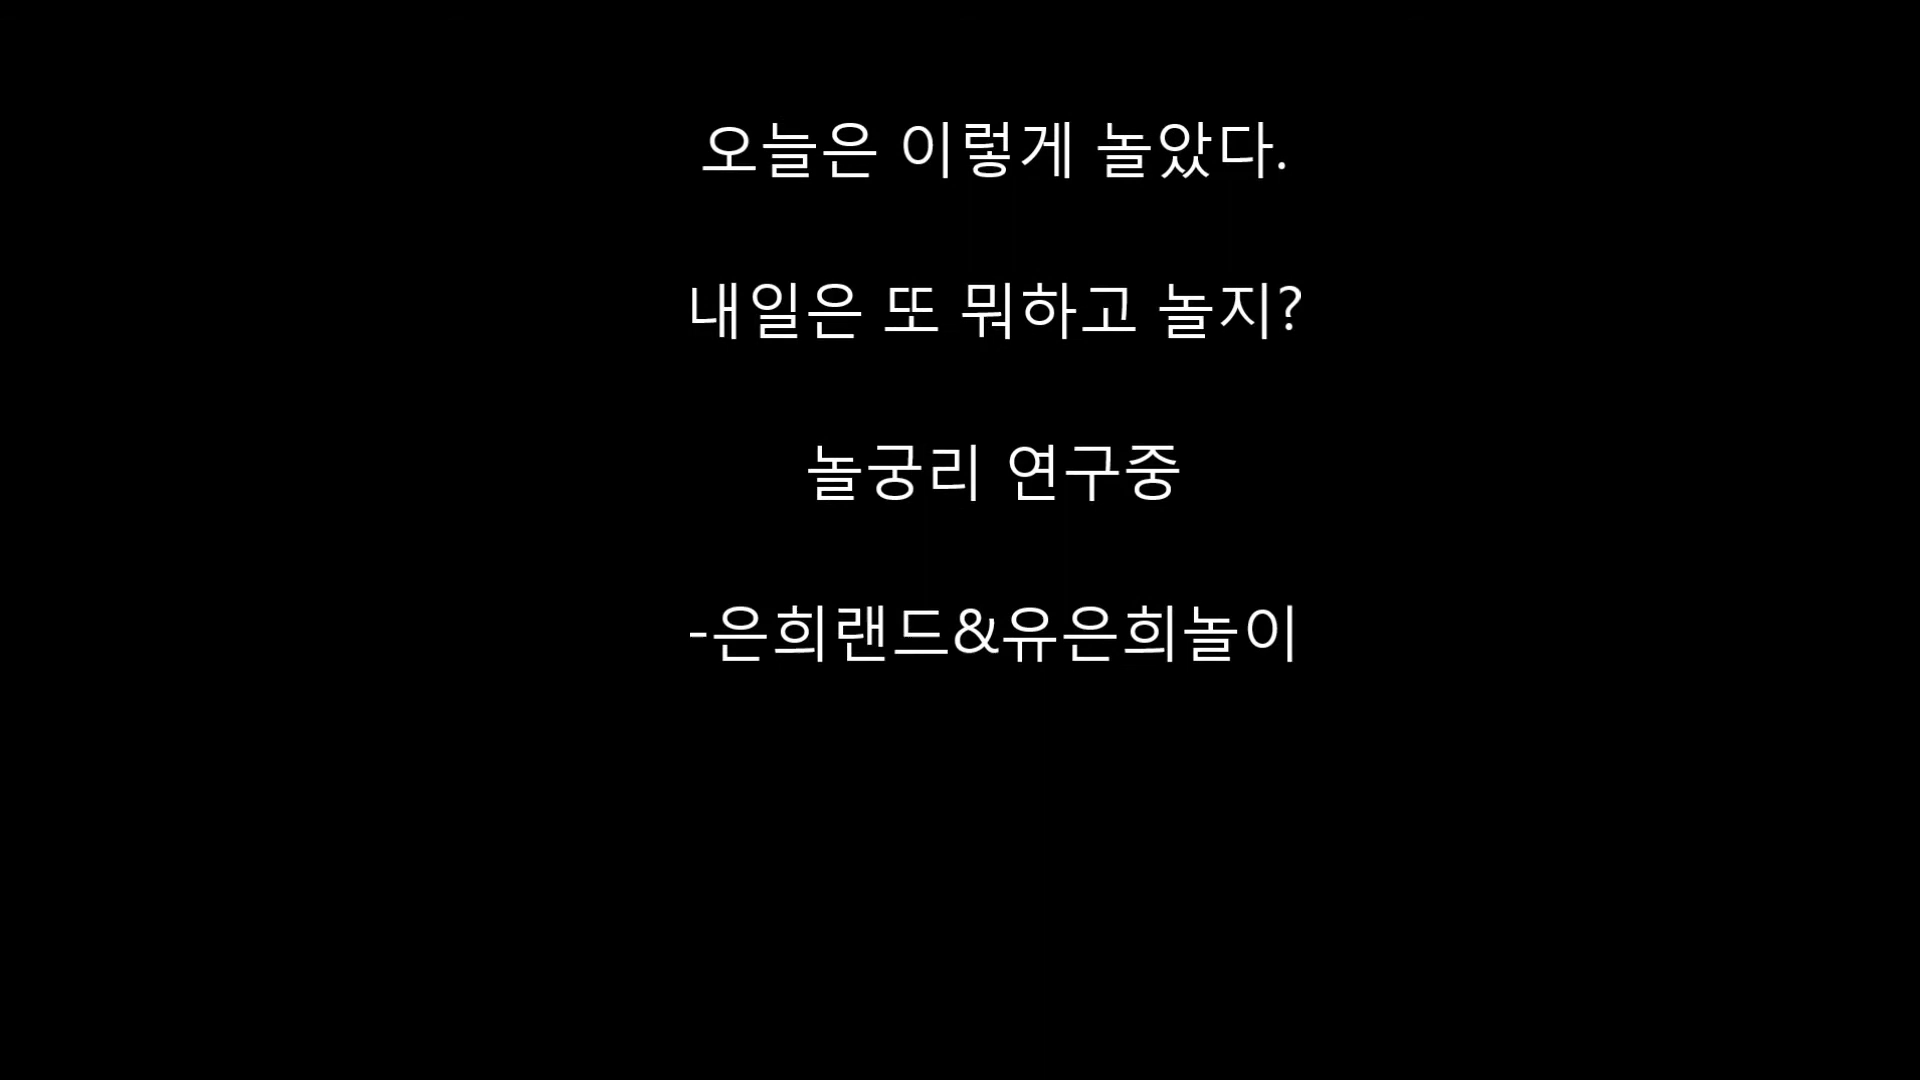 오늘은 이렇게 놀았다.
내일은 또 뭐하고 놀지?
놀궁리 연구중
-은희랜드&유은희놀이